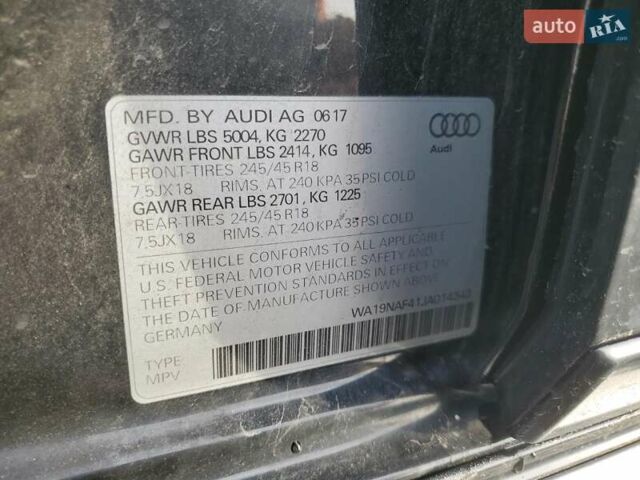 auto RIA
.com
MFD. BY AUDI AG 0617
GVWR LBS 5004, KG 2270
GAWR FRONT LBS 2414, KG 1095
FRONT-TIRES 245/45 R18
7,5JX18 RIMS, AT 240 KPA 35 PSI COLD
GAWR REAR LBS 2701, KG 1225
REAR-TIRES 245/45 R18
7,5JX18 RIMS, AT 240 KPA 35 PSI COLD
THIS VEHICLE CONFORMS TO ALL APPLICABLE
U.S. FEDERAL MOTOR VEHICLE SAFETY AND
THEFT PREVENTION STANDARDS IN EFFECT ON
THE DATE OF MANUFACTURE SHOWN ABOVE.
GERMANY
TYPE:
MPV
Audi